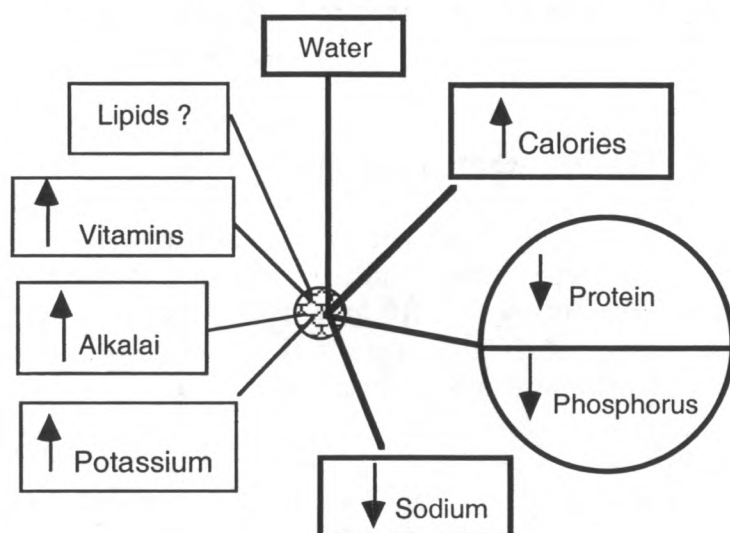 Water
Lipids ?
Calories
Vitamins
Protein
Alkalai
Phosphorus
Potassium
Sodium